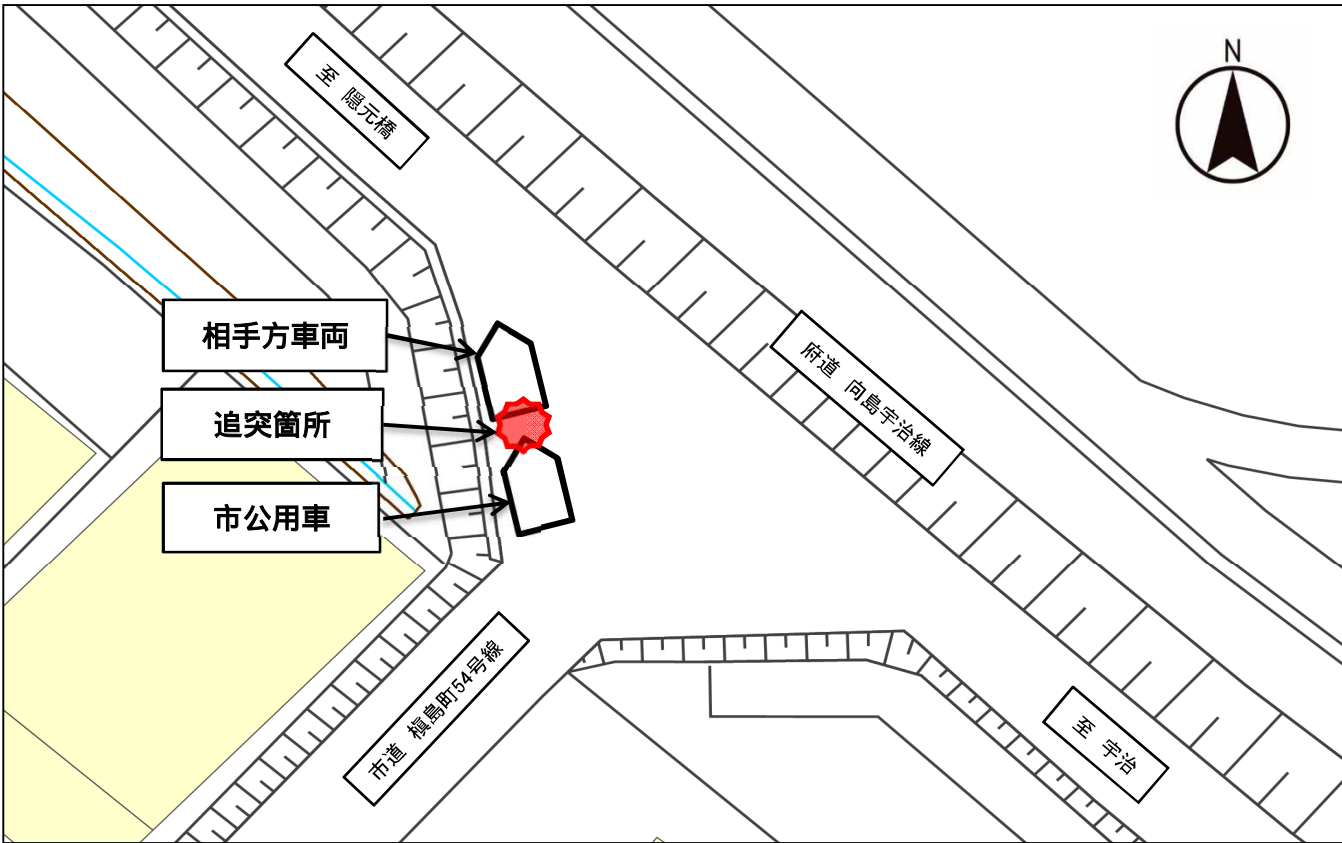 N
至 隠元橋
相手方車両
府道 向島宇治線
追突箇所
市公用車
市道 槇島町54号線
至 宇治